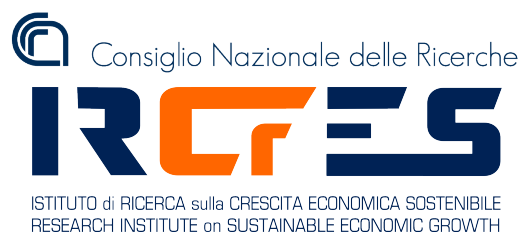 Consiglio Nazionale delle Ricerche
IRCrES
ISTITUTO di RICERCA sulla CRESCITA ECONOMICA SOSTENIBILE
RESEARCH INSTITUTE on SUSTAINABLE ECONOMIC GROWTH